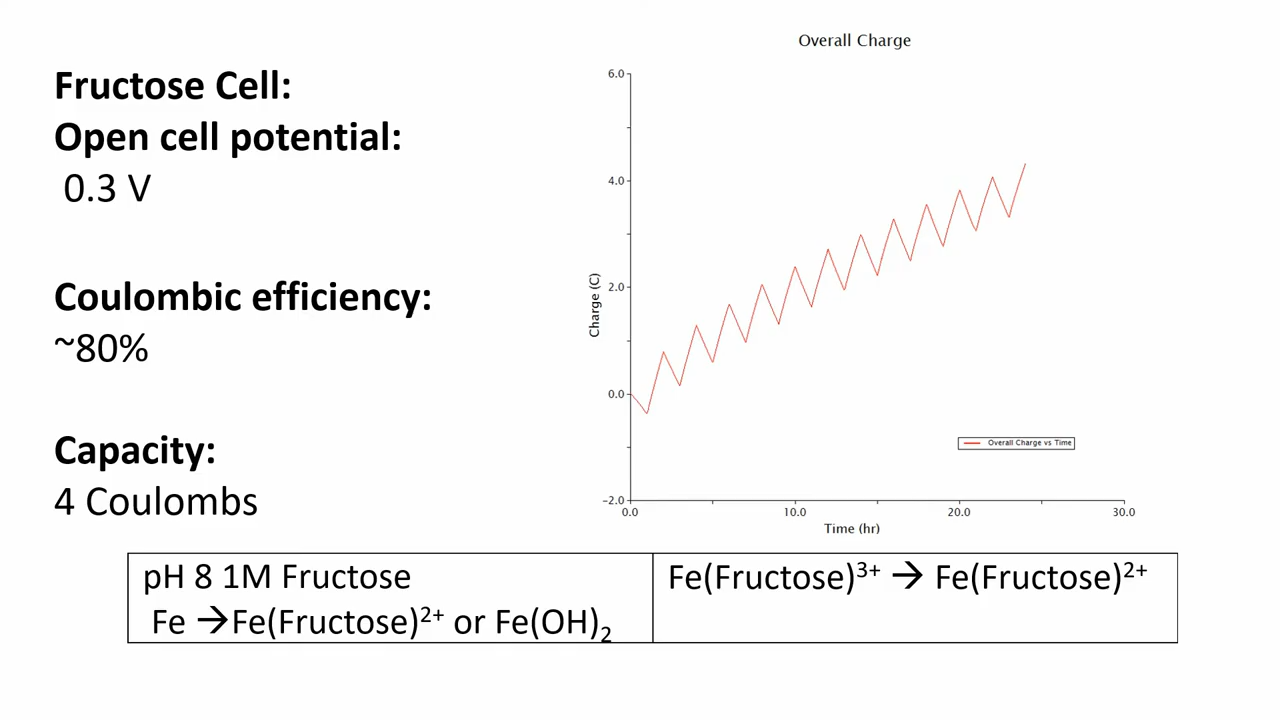 Fructose Cell:
Open cell potential:
0.3 V
Coulombic efficiency:
~80%
Capacity:
4 Coulombs
Overall Charge
6.0
4.0
2.0
0.0
−2.0
Charge (C)
0.0 10.0 20.0 30.0
Time (hr)
Overall Charge vs Time
pH 8 1M Fructose
Fe →Fe(Fructose)²⁺ or Fe(OH)₂
Fe(Fructose)³⁺ → Fe(Fructose)²⁺